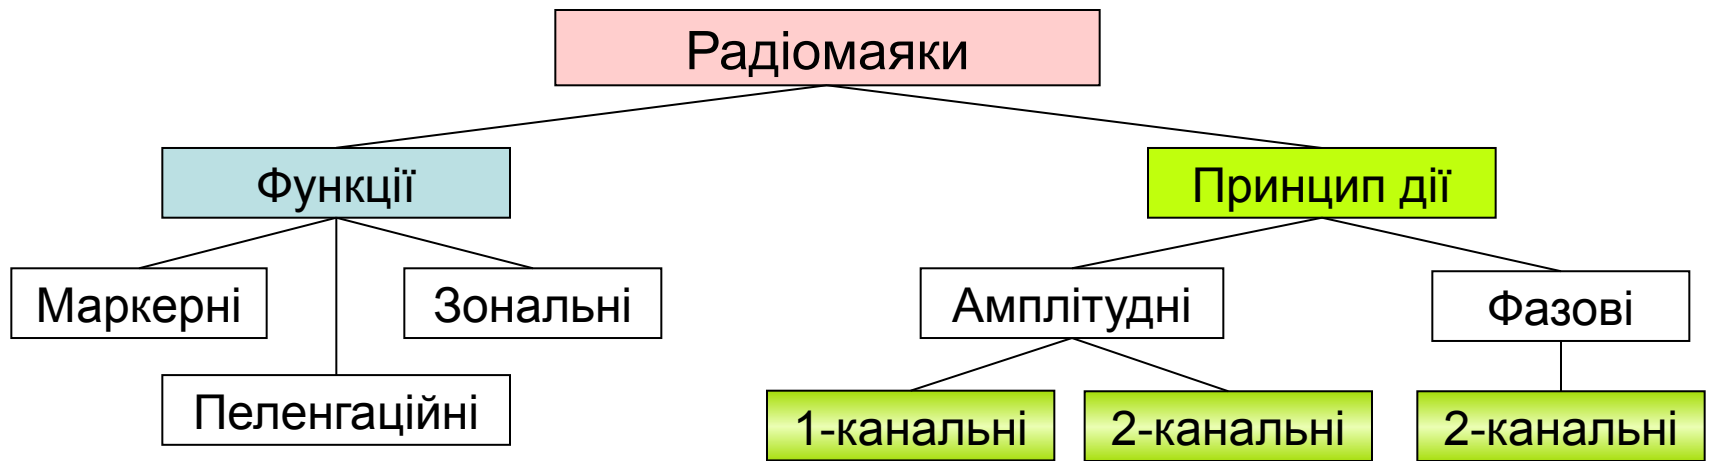 Радіомаяки
Функції
Принцип дії
Маркерні
Зональні
Амплітудні
Фазові
Пеленгаційні
1-канальні
2-канальні
2-канальні